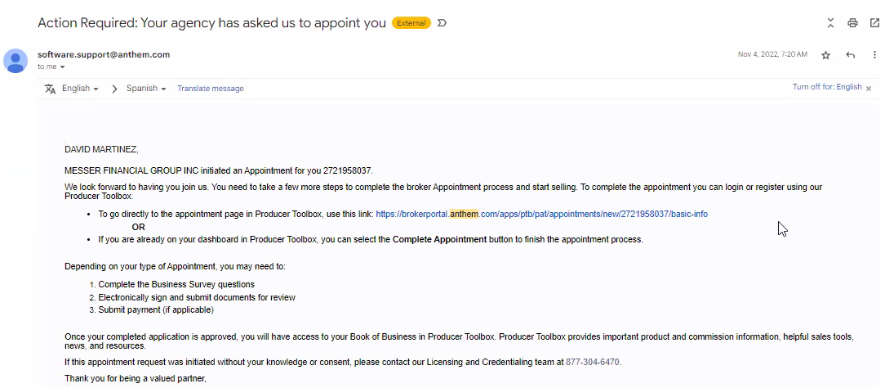 Action Required: Your agency has asked us to appoint you External
software.support@anthem.com
Nov 4, 2022, 7:20 AM
to me
English > Spanish Translate message Turn off for: English x
DAVID MARTINEZ,
MESSER FINANCIAL GROUP INC initiated an Appointment for you 2721958037.
We look forward to having you join us. You need to take a few more steps to complete the broker Appointment process and start selling. To complete the appointment you can login or register using our
Producer Toolbox.
• To go directly to the appointment page in Producer Toolbox, use this link: https://brokerportal.anthem.com/apps/ptb/pat/appointments/new/2721958037/basic-info
OR
• If you are already on your dashboard in Producer Toolbox, you can select the Complete Appointment button to finish the appointment process.
Depending on your type of Appointment, you may need to:
1. Complete the Business Survey questions
2. Electronically sign and submit documents for review
3. Submit payment (if applicable)
Once your completed application is approved, you will have access to your Book of Business in Producer Toolbox. Producer Toolbox provides important product and commission information, helpful sales tools,
news, and resources.
If this appointment request was initiated without your knowledge or consent, please contact our Licensing and Credentialing team at 877-304-6470.
Thank you for being a valued partner,